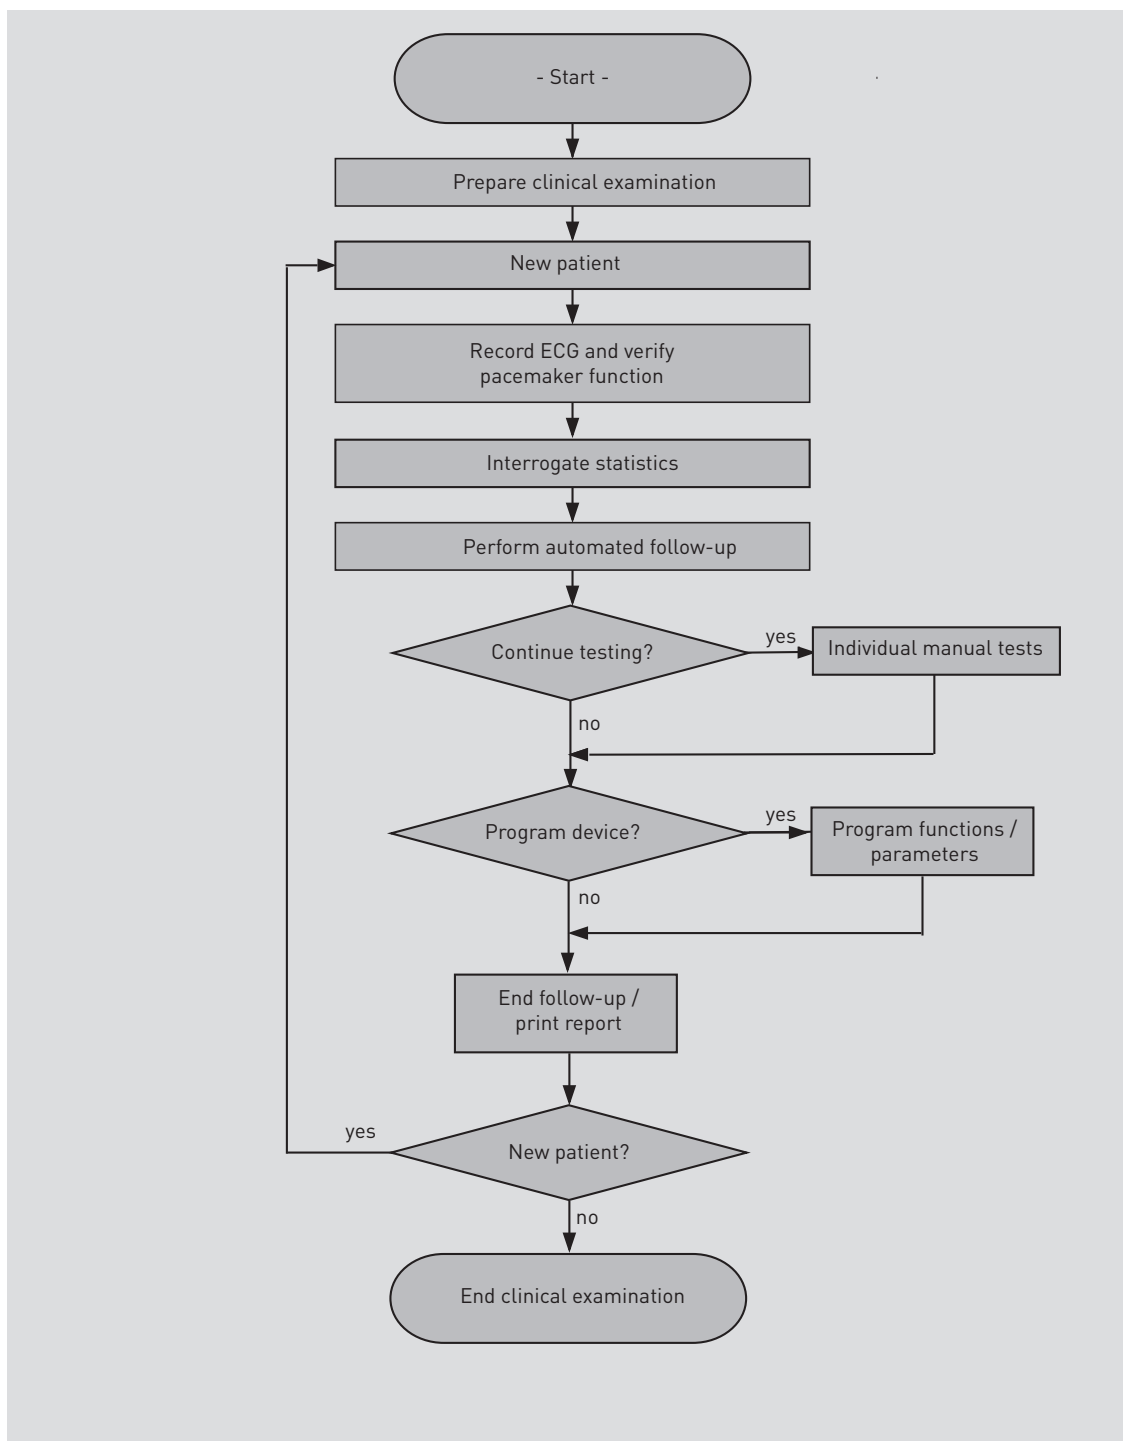 - Start -
Prepare clinical examination
New patient
Record ECG and verify
pacemaker function
Interrogate statistics
Perform automated follow-up
Continue testing?
yes
Individual manual tests
no
Program device?
yes
Program functions /
parameters
no
End follow-up /
print report
New patient?
yes
no
End clinical examination